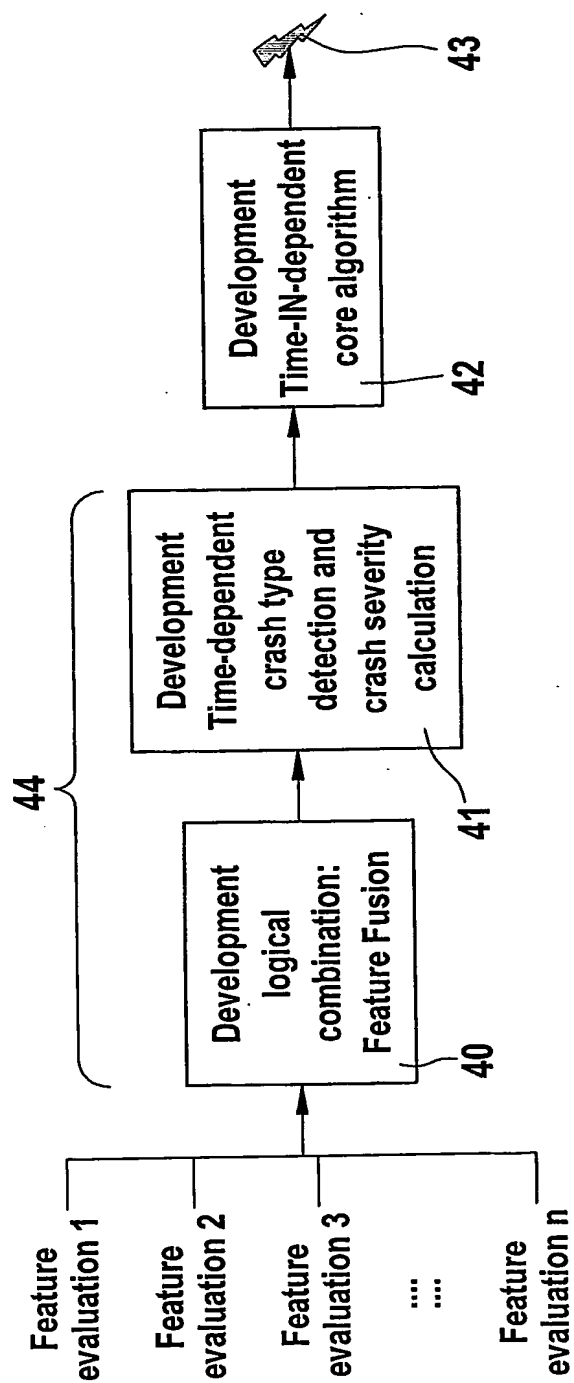 Feature
evaluation 1
Feature
evaluation 2
Feature
evaluation 3
....
....
Feature
evaluation n
44
Development
logical
combination:
Feature Fusion
40
Development
Time-dependent
crash type
detection and
crash severity
calculation
41
Development
Time-IN-dependent
core algorithm
42
43